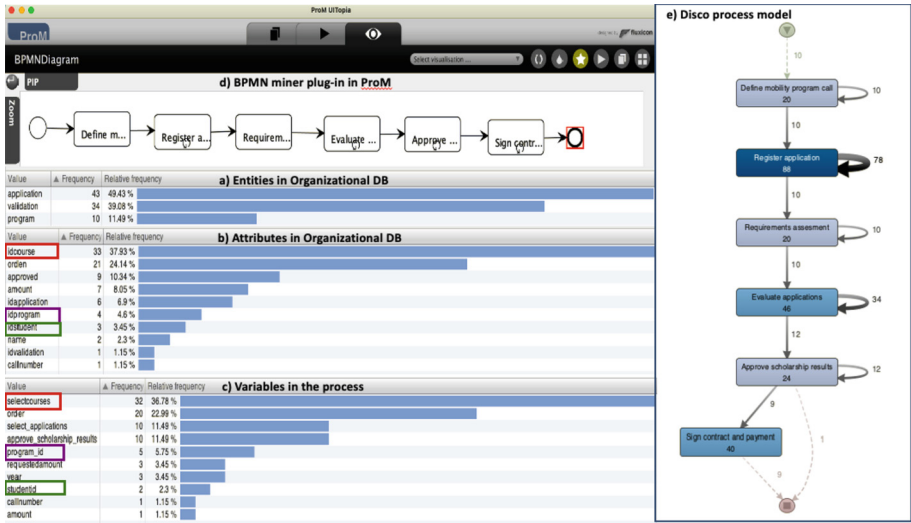 ProM UITopia
ProM
fluxicon
BPMNDiagram
Select visualisation ...
PIP
d) BPMN miner plug-in in ProM
Zoom
Define m...
Register a...
Requirem...
Evaluate ...
Approve ...
Sign contr...
Value Frequency Relative frequency
a) Entities in Organizational DB
application 43 49.43 %
validation 34 39.08 %
program 10 11.49 %
Value Frequency Relative frequency
b) Attributes in Organizational DB
idcourse 33 37.93 %
orden 21 24.14 %
approved 9 10.34 %
amount 7 8.05 %
idapplication 6 6.9 %
idprogram 4 4.6 %
idstudent 3 3.45 %
name 2 2.3 %
idvalidation 1 1.15 %
callnumber 1 1.15 %
Value Frequency Relative frequency
c) Variables in the process
selectcourses 32 36.78 %
order 20 22.99 %
select_applications 10 11.49 %
approve_scholarship_results 10 11.49 %
program_id 5 5.75 %
requestedamount 3 3.45 %
year 3 3.45 %
studentid 2 2.3 %
callnumber 1 1.15 %
amount 1 1.15 %
e) Disco process model
10
Define mobility program call
20
10
10
Register application
88
78
10
Requirements assesment
20
10
10
Evaluate applications
46
34
12
Approve scholarship results
24
12
9
Sign contract and payment
40
1
9